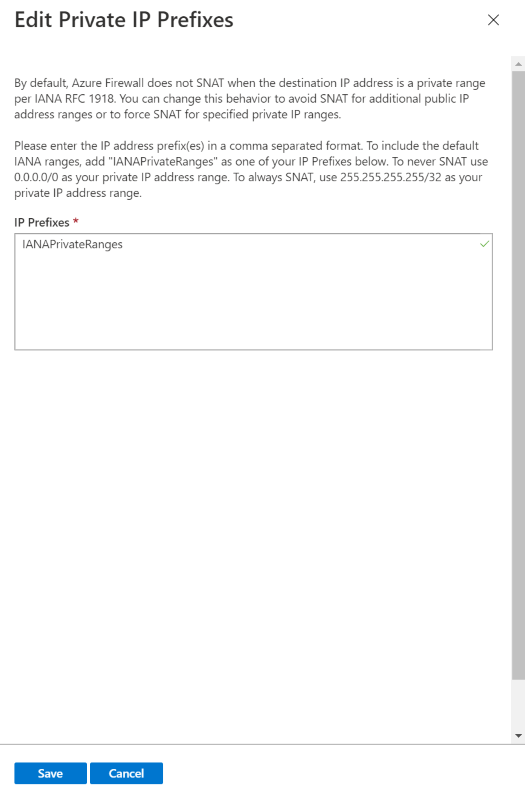 Edit Private IP Prefixes
By default, Azure Firewall does not SNAT when the destination IP address is a private range
per IANA RFC 1918. You can change this behavior to avoid SNAT for additional public IP
address ranges or to force SNAT for specified private IP ranges.
Please enter the IP address prefix(es) in a comma separated format. To include the default
IANA ranges, add "IANAPrivateRanges" as one of your IP Prefixes below. To never SNAT use
0.0.0.0/0 as your private IP address range. To always SNAT, use 255.255.255.255/32 as your
private IP address range.
IP Prefixes *
IANAPrivateRanges
Save Cancel